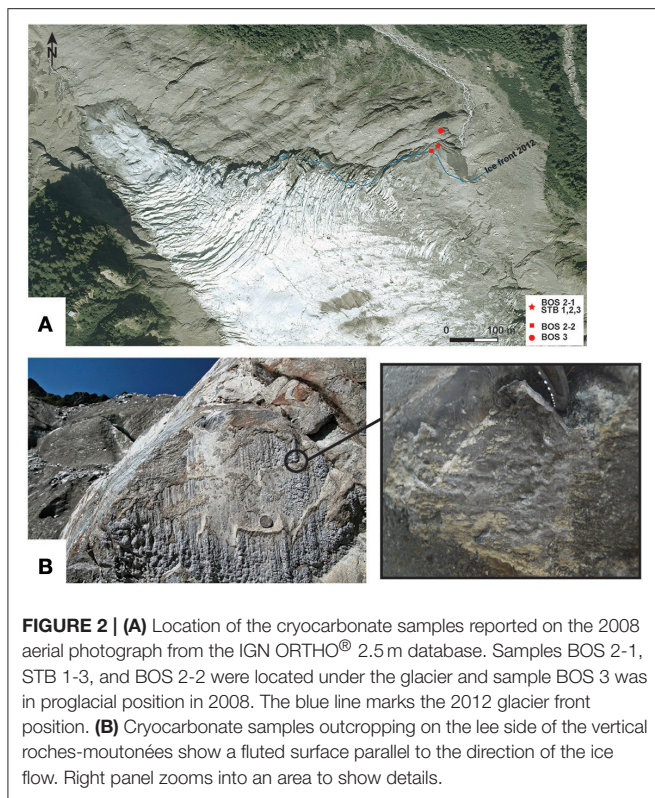 N
Ice front 2012
A
BOS 2-1
STB 1,2,3
BOS 2-2
BOS 3
0 100 m
B
FIGURE 2 | (A) Location of the cryocarbonate samples reported on the 2008
aerial photograph from the IGN ORTHO® 2.5 m database. Samples BOS 2-1,
STB 1-3, and BOS 2-2 were located under the glacier and sample BOS 3 was
in proglacial position in 2008. The blue line marks the 2012 glacier front
position. (B) Cryocarbonate samples outcropping on the lee side of the vertical
roches-moutonées show a fluted surface parallel to the direction of the ice
flow. Right panel zooms into an area to show details.